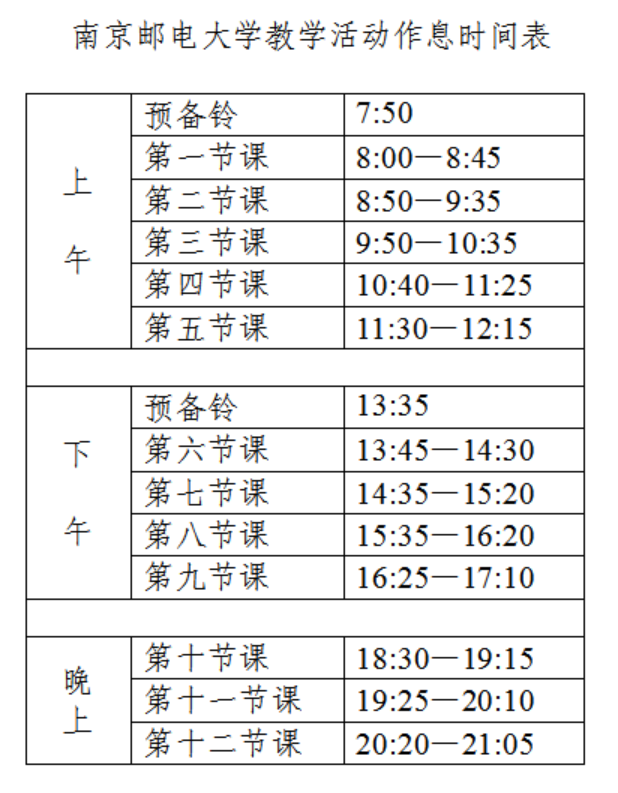 南京邮电大学教学活动作息时间表
上午
预备铃 7:50
第一节课 8:00—8:45
第二节课 8:50—9:35
第三节课 9:50—10:35
第四节课 10:40—11:25
第五节课 11:30—12:15
下午
预备铃 13:35
第六节课 13:45—14:30
第七节课 14:35—15:20
第八节课 15:35—16:20
第九节课 16:25—17:10
晚上
第十节课 18:30—19:15
第十一节课 19:25—20:10
第十二节课 20:20—21:05